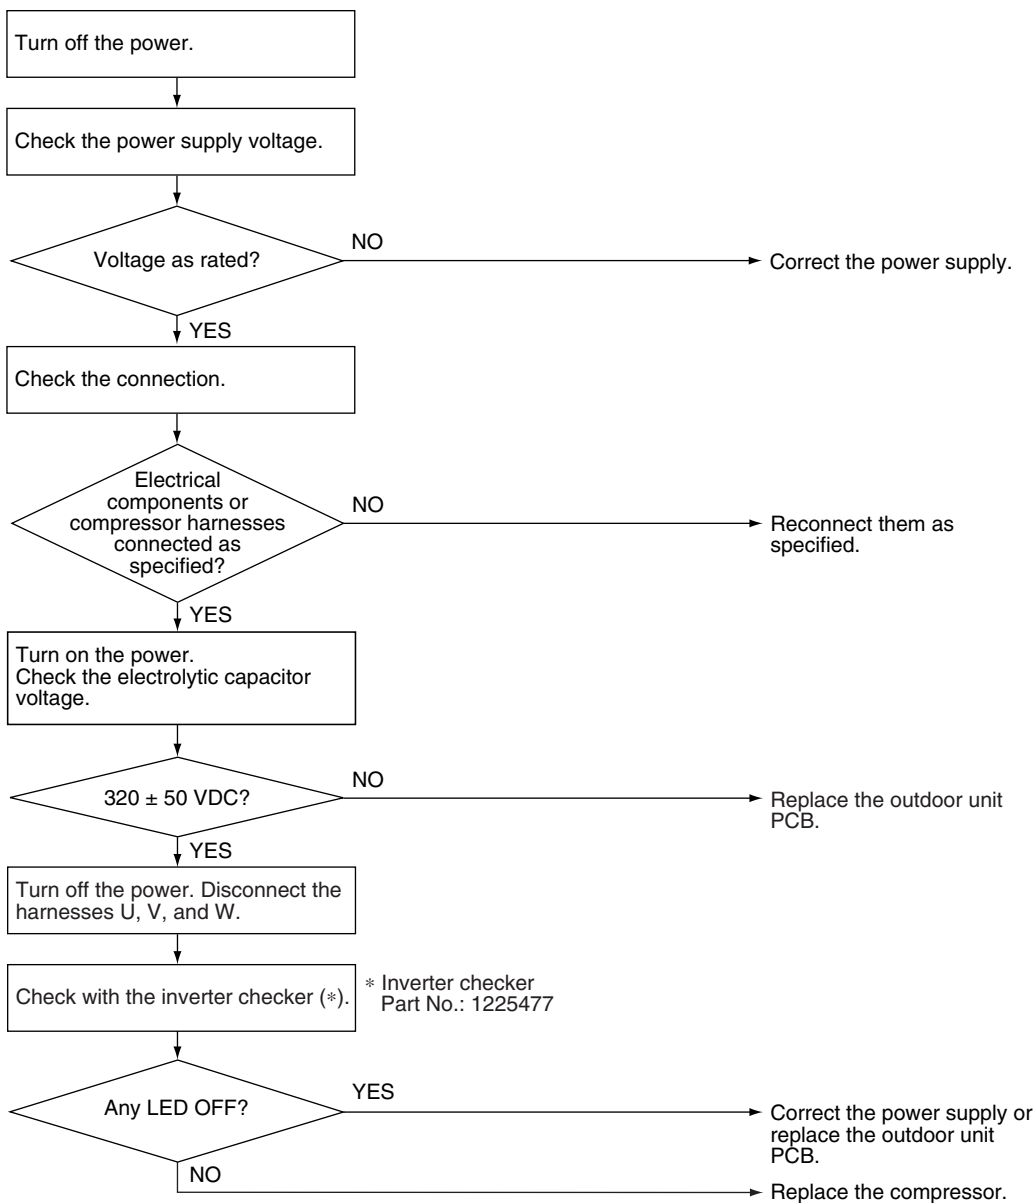 Turn off the power.
Check the power supply voltage.
Voltage as rated?
NO
Correct the power supply.
YES
Check the connection.
Electrical
components or
compressor harnesses
connected as
specified?
NO
Reconnect them as
specified.
YES
Turn on the power.
Check the electrolytic capacitor
voltage.
320 ± 50 VDC?
NO
Replace the outdoor unit
PCB.
YES
Turn off the power. Disconnect the
harnesses U, V, and W.
Check with the inverter checker (*).
* Inverter checker
Part No.: 1225477
Any LED OFF?
YES
Correct the power supply or
replace the outdoor unit
PCB.
NO
Replace the compressor.